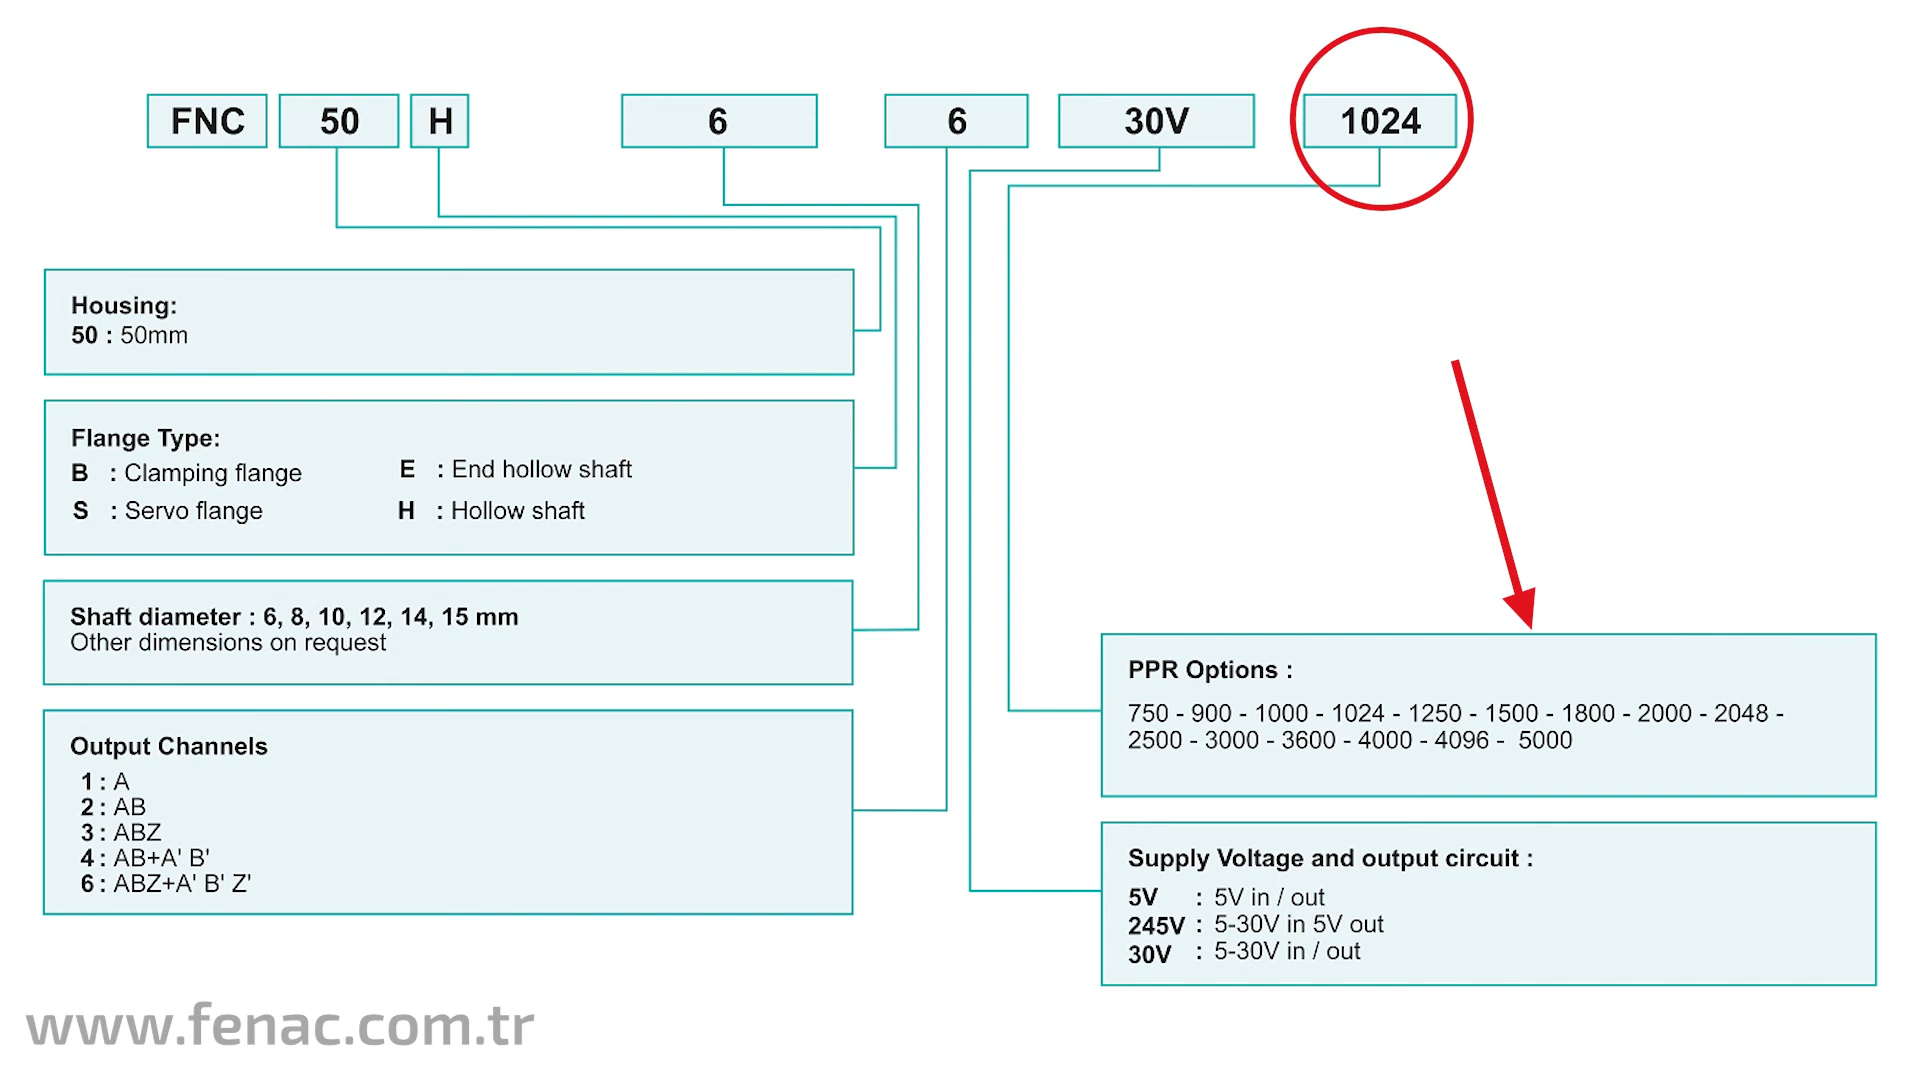 FNC 50 H 6 6 30V 1024
Housing:
50 : 50mm
Flange Type:
B : Clamping flange E : End hollow shaft
S : Servo flange H : Hollow shaft
Shaft diameter : 6, 8, 10, 12, 14, 15 mm
Other dimensions on request
Output Channels
1 : A
2 : AB
3 : ABZ
4 : AB+A' B'
6 : ABZ+A' B' Z'
PPR Options :
750 - 900 - 1000 - 1024 - 1250 - 1500 - 1800 - 2000 - 2048 -
2500 - 3000 - 3600 - 4000 - 4096 - 5000
Supply Voltage and output circuit :
5V : 5V in / out
245V : 5-30V in 5V out
30V : 5-30V in / out
www.fenac.com.tr